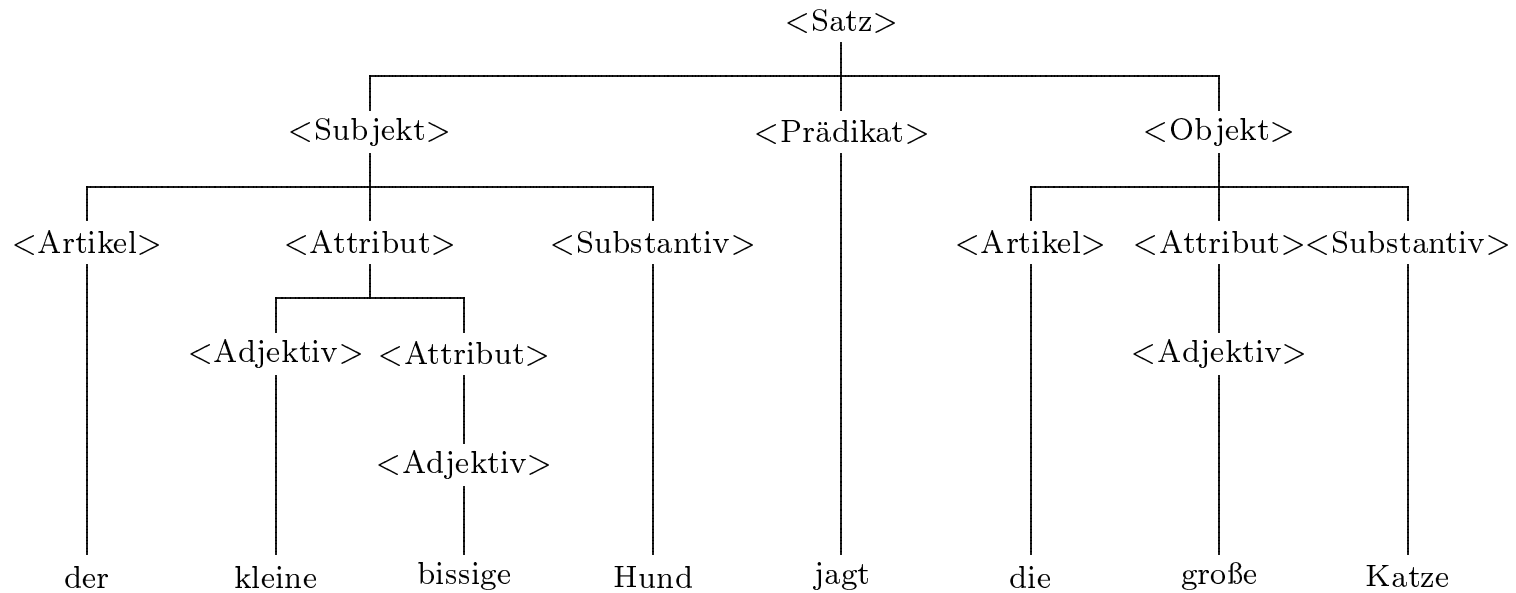 <Satz>
<Subjekt> <Prädikat> <Objekt>
<Artikel> <Attribut> <Substantiv> <Artikel> <Attribut> <Substantiv>
<Adjektiv> <Attribut> <Adjektiv>
<Adjektiv>
der kleine bissige Hund jagt die große Katze